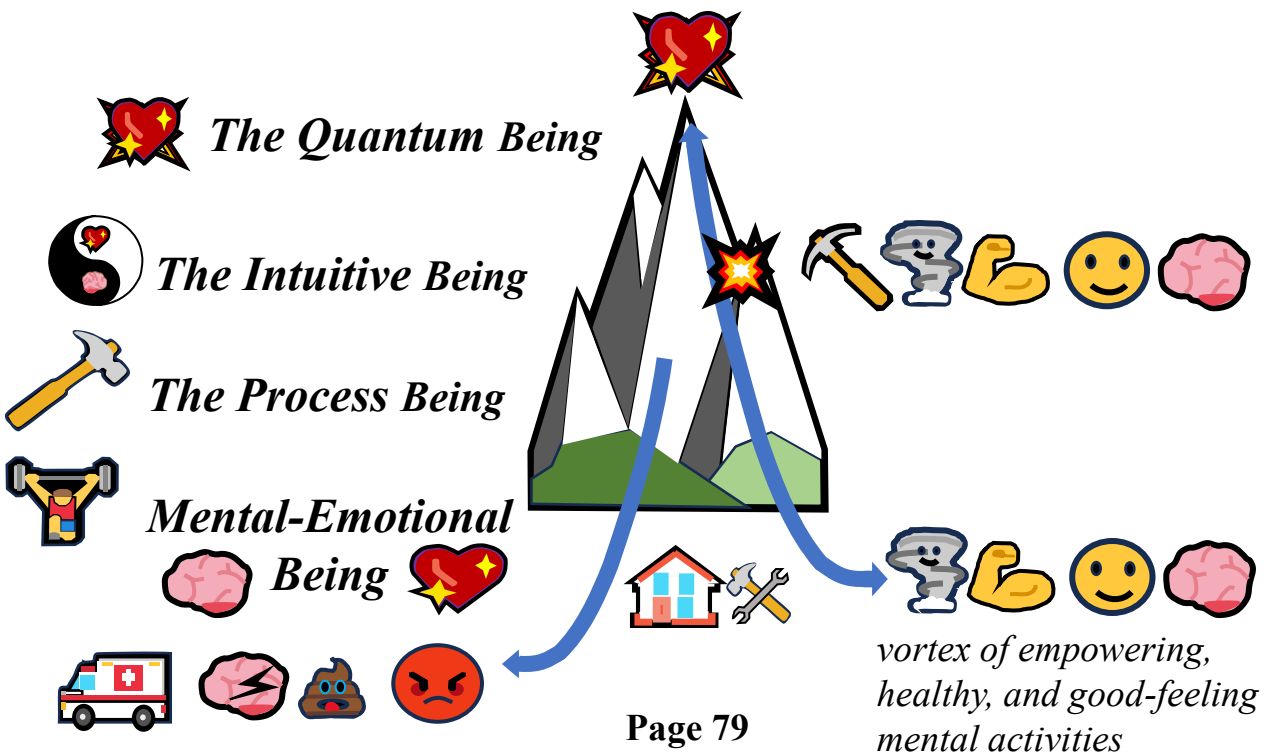 The Quantum Being
The Intuitive Being
The Process Being
Mental-Emotional
Being
vortex of empowering,
healthy, and good-feeling
mental activities
Page 79